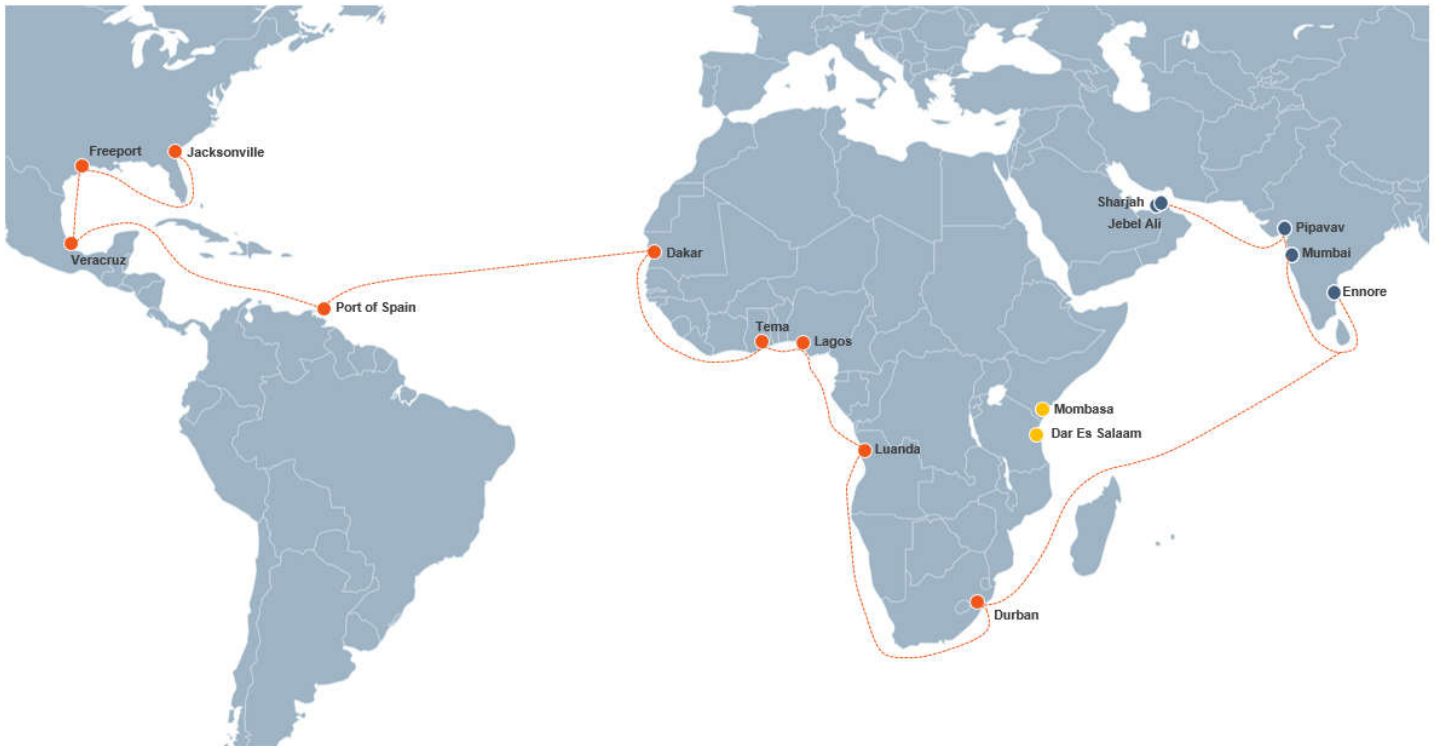 Freeport
Jacksonville
Veracruz
Port of Spain
Dakar
Tema
Lagos
Luanda
Durban
Mombasa
Dar Es Salaam
Sharjah
Jebel Ali
Pipavav
Mumbai
Ennore